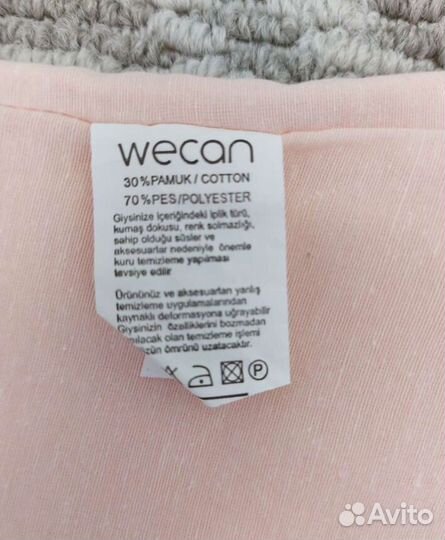 wecan
30%PAMUK/COTTON
70%PES/POLYESTER
Giysinize içeriğindeki iplik türü,
kumaş dokusu, renk solmazlığı,
sahip olduğu süsler ve
aksesuarlar nedeniyle önemle
kuru temizleme yapılması
tavsiye edilir
Ürününüz ve aksesuarları yanlış
temizleme uygulamalarından
kaynaklı deformasyona uğrayabilir
Giysinizin özelliklerini bozmadan
olan temizleme işlemi
ömrünü uzatacaktır.
P
Avito